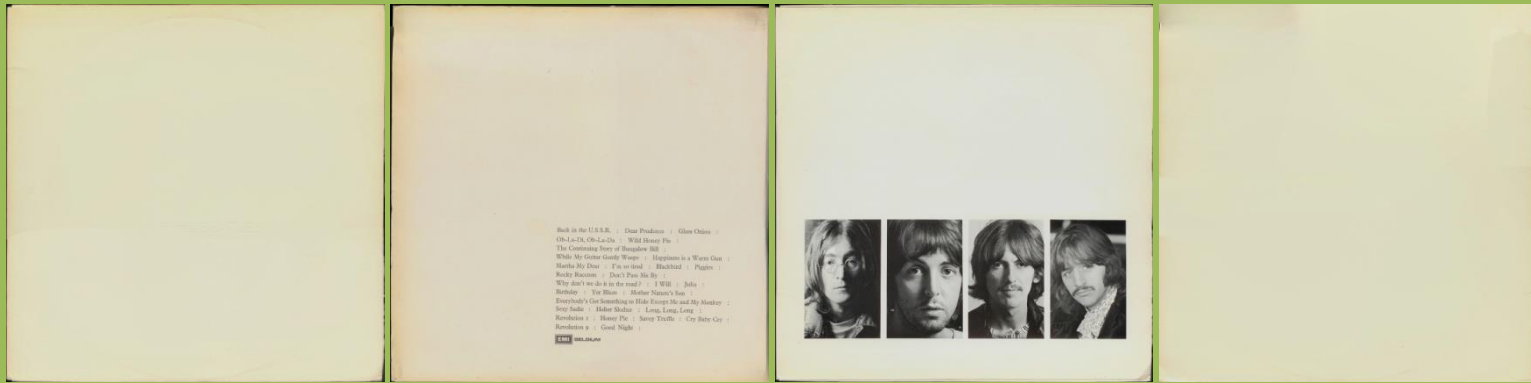 Back in the U.S.S.R. : Dear Prudence : Glass Onion :
Ob-La-Di, Ob-La-Da : Wild Honey Pie :
The Continuing Story of Bungalow Bill :
While My Guitar Gently Weeps : Happiness is a Warm Gun :
Martha My Dear : I'm so tired : Blackbird : Piggies :
Rocky Raccoon : Don't Pass Me By :
Why don't we do it in the road? : I Will : Julia :
Birthday : Yer Blues : Mother Nature's Son :
Everybody's Got Something to Hide Except Me and My Monkey :
Sexy Sadie : Helter Skelter : Long, Long, Long :
Revolution 1 : Honey Pie : Savoy Truffle : Cry Baby Cry :
Revolution 9 : Good Night :
EMI BELGIUM